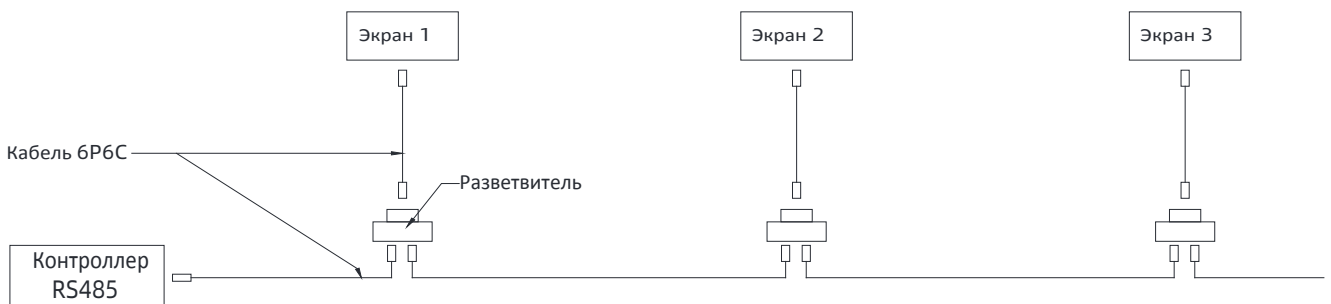 Экран 1
Экран 2
Экран 3
Кабель 6P6C
Разветвитель
Контроллер
RS485